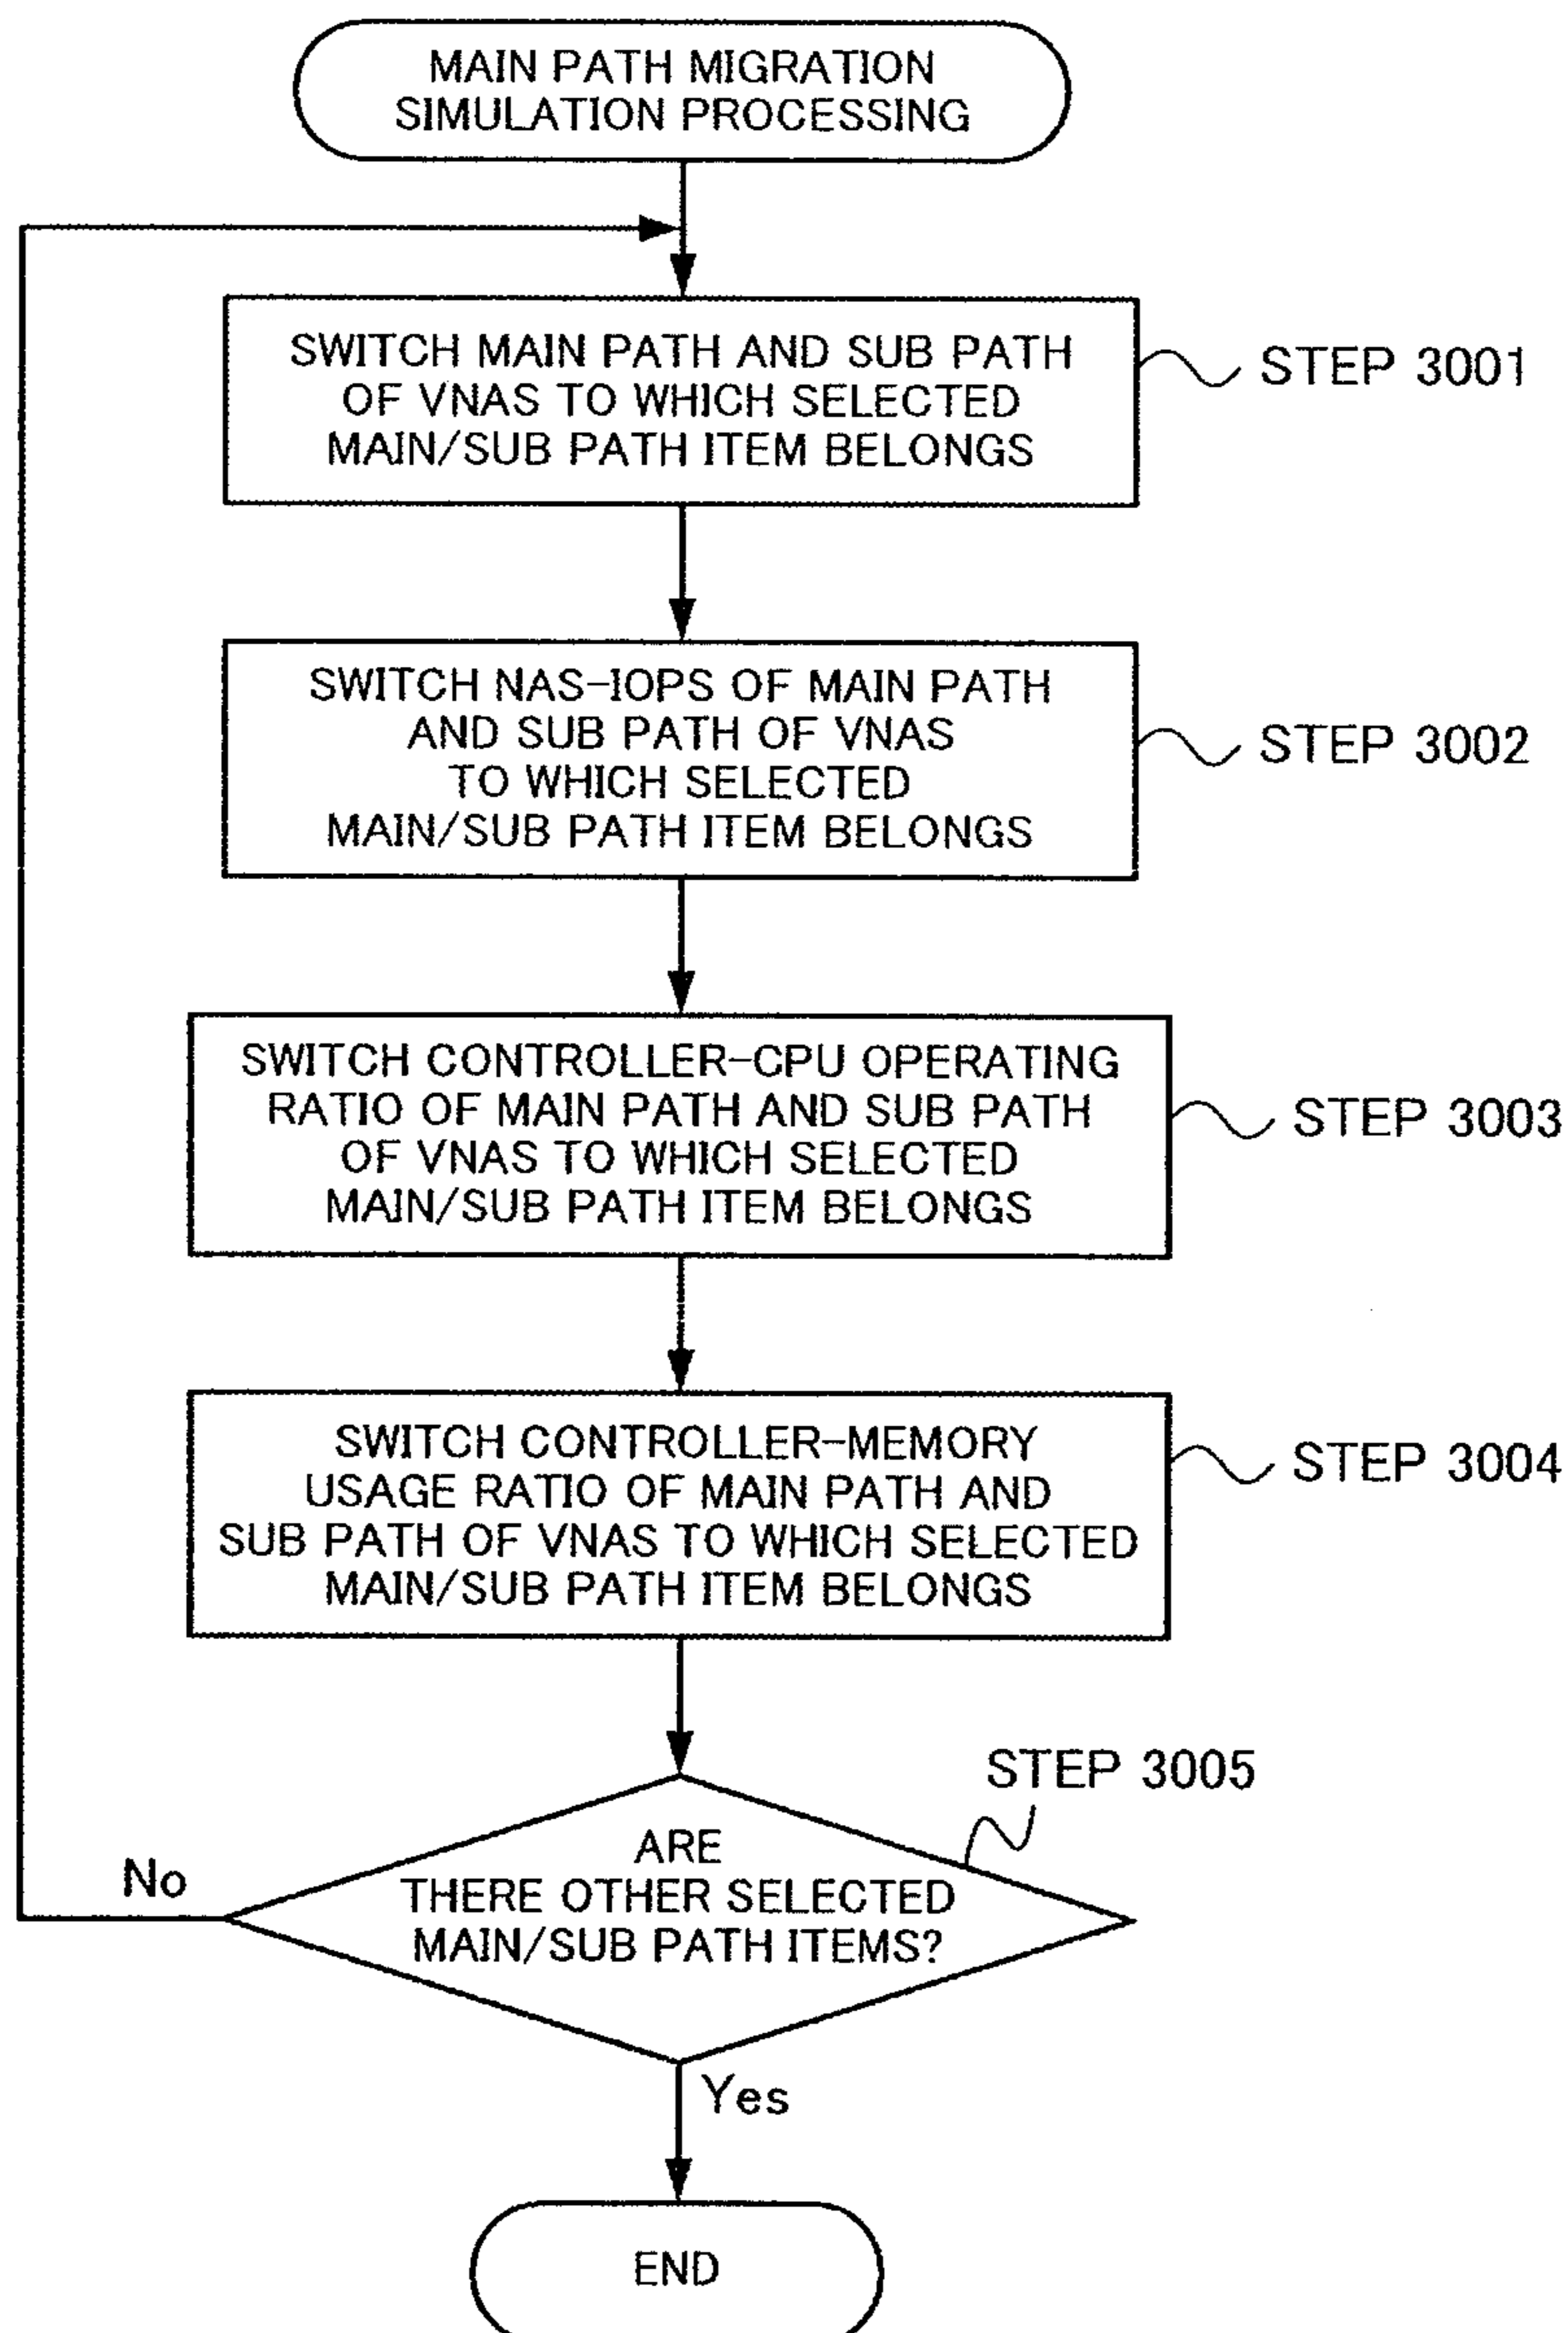 MAIN PATH MIGRATION
SIMULATION PROCESSING
SWITCH MAIN PATH AND SUB PATH
OF VNAS TO WHICH SELECTED
MAIN/SUB PATH ITEM BELONGS
STEP 3001
SWITCH NAS-IOPS OF MAIN PATH
AND SUB PATH OF VNAS
TO WHICH SELECTED
MAIN/SUB PATH ITEM BELONGS
STEP 3002
SWITCH CONTROLLER-CPU OPERATING
RATIO OF MAIN PATH AND SUB PATH
OF VNAS TO WHICH SELECTED
MAIN/SUB PATH ITEM BELONGS
STEP 3003
SWITCH CONTROLLER-MEMORY
USAGE RATIO OF MAIN PATH AND
SUB PATH OF VNAS TO WHICH SELECTED
MAIN/SUB PATH ITEM BELONGS
STEP 3004
STEP 3005
ARE
THERE OTHER SELECTED
MAIN/SUB PATH ITEMS?
No
Yes
END